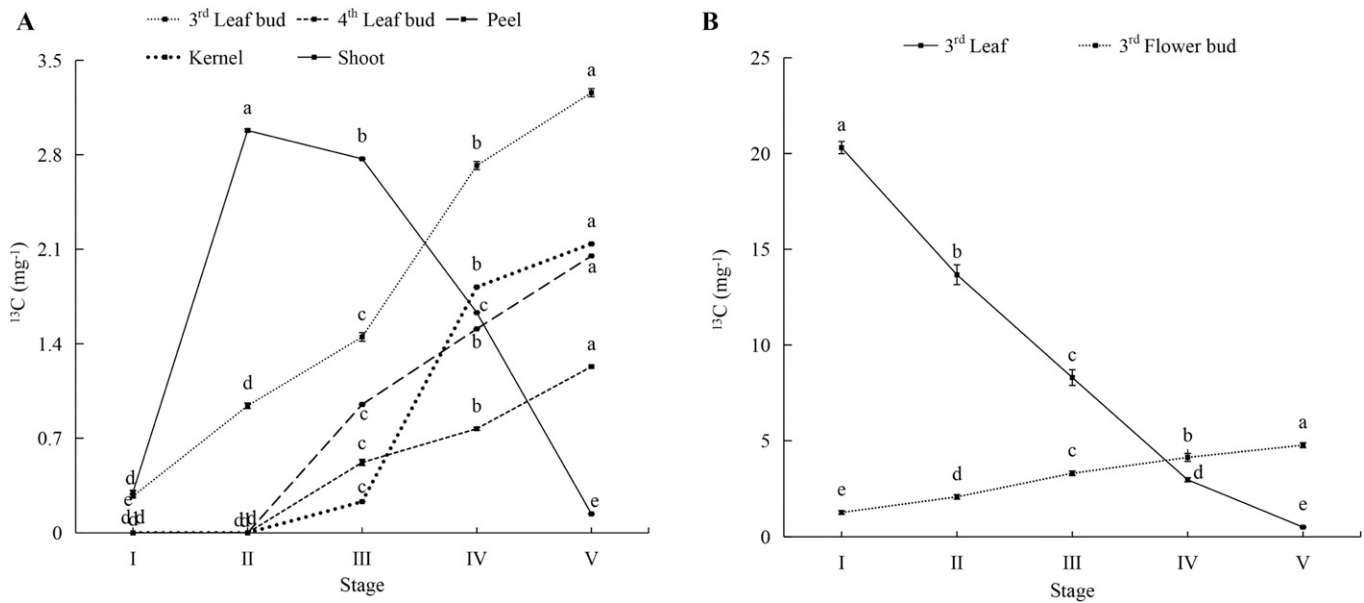 A
3rd Leaf bud 4th Leaf bud Peel
Kernel Shoot
3.5
2.8
2.1
1.4
0.7
0
13C (mg-1)
a
b
a
b
a
b
c
a
b
c
d
c
b
a
c
b
c
d
e
d d d
d d d
e
I II III IV V
Stage
B
3rd Leaf 3rd Flower bud
25
20
15
10
5
0
13C (mg-1)
a
b
c
a
b
c
d
d
e
I II III IV V
Stage